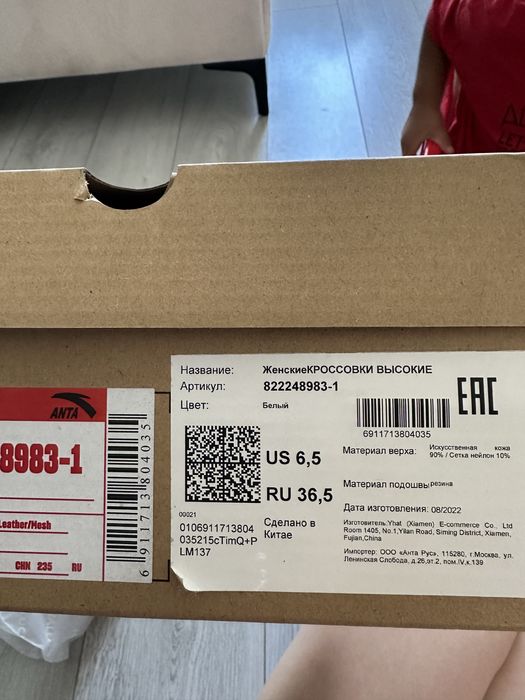 Название: ЖенскиеКРОССОВКИ ВЫСОКИЕ
Артикул: 822248983-1
Цвет: Белый
EAC
6911713804035
US 6,5
RU 36,5
Материал верха: Искусственная кожа
90% / Сетка нейлон 10%
Материал подошвы резина
Дата изготовления: 08/2022
00021
0106911713804
035215cTimQ+P
LM137
Сделано в
Китае
Изготовитель:Yhat (Xiamen) E-commerce Co., Ltd
Room 1405, No.1,Yilan Road, Siming District, Xiamen,
Fujian,China
Импортер: ООО «Анта Рус», 115280, г.Москва, ул.
Ленинская Слобода, д.26,эт.2, пом./V,к.139
ANTA
8983-1
Leather/Mesh
CHN 235 RU
6911713804035